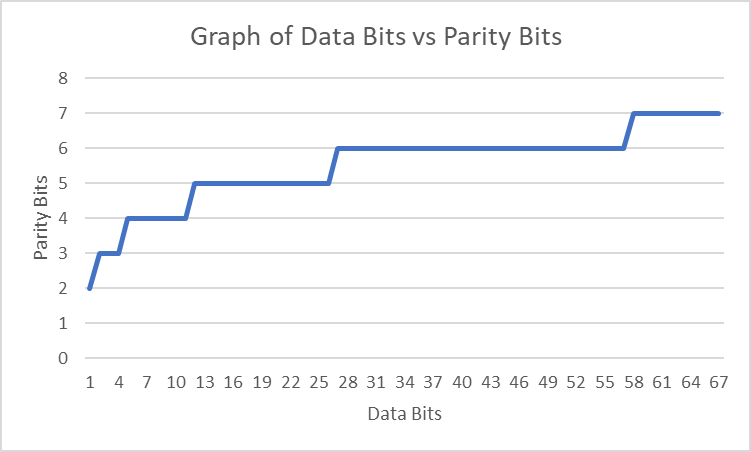 Graph of Data Bits vs Parity Bits
8
7
6
5
4
3
2
1
0
Parity Bits
1 4 7 10 13 16 19 22 25 28 31 34 37 40 43 46 49 52 55 58 61 64 67
Data Bits